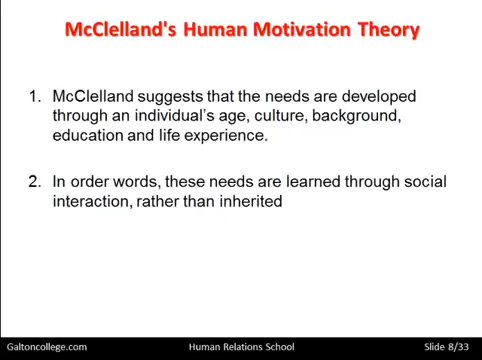 McClelland's Human Motivation Theory
1. McClelland suggests that the needs are developed
through an individual's age, culture, background,
education and life experience.
2. In order words, these needs are learned through social
interaction, rather than inherited
Galtoncollege.com
Human Relations School
Slide 8/33